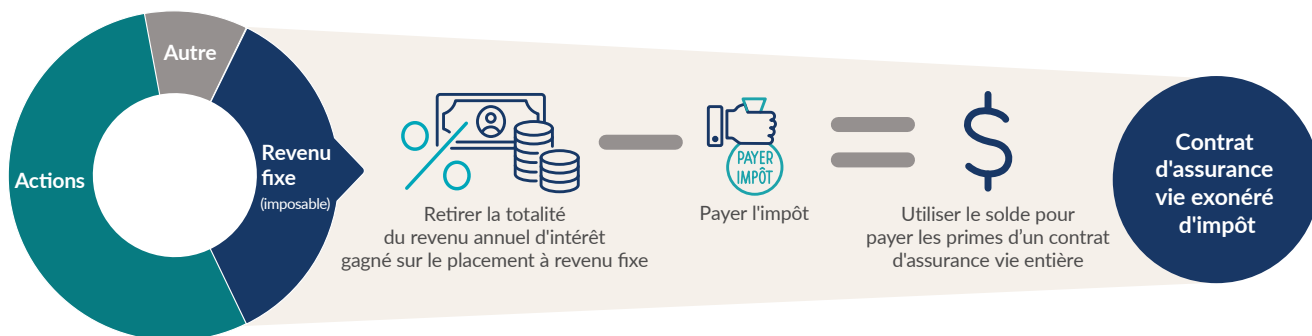 Autre
Actions
Revenu
fixe
(imposable)
Retirer la totalité
du revenu annuel d'intérêt
gagné sur le placement à revenu fixe
PAYER
IMPÔT
Payer l'impôt
$
Utiliser le solde pour
payer les primes d’un contrat
d'assurance vie entière
Contrat
d'assurance
vie exonéré
d'impôt